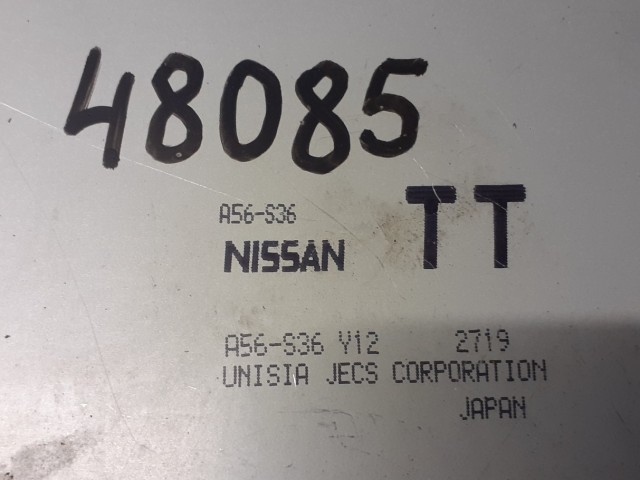 48085
A56-S36
NISSAN TT
A56-S36 Y12 2719
UNISIA JECS CORPORATION
JAPAN